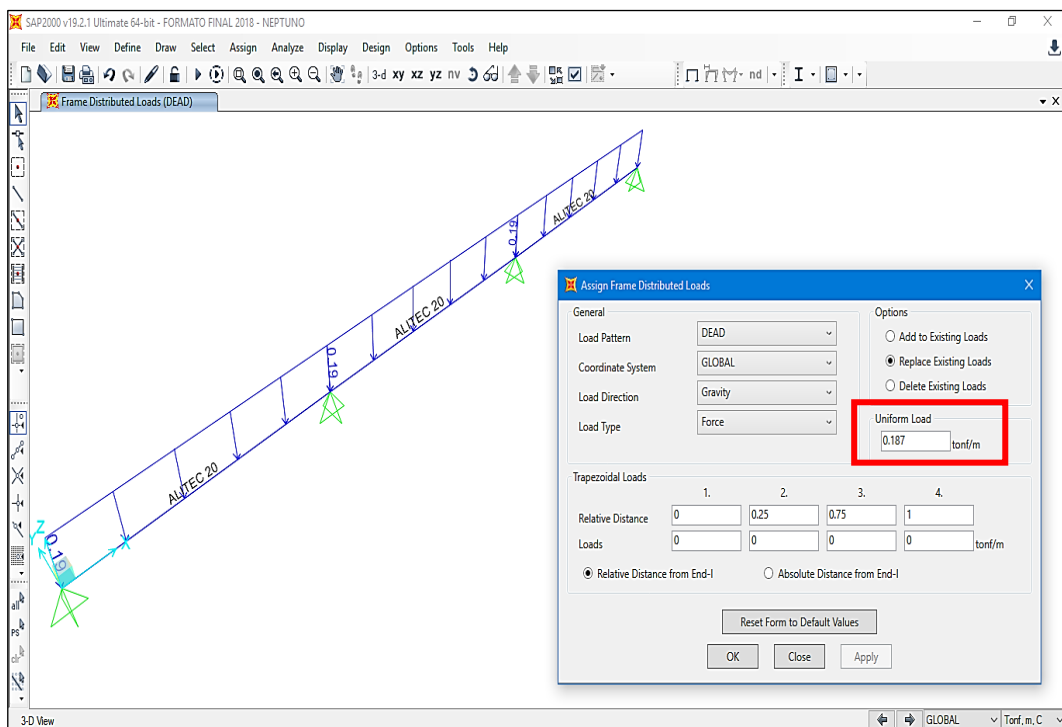 SAP2000 v19.2.1 Ultimate 64-bit - FORMATO FINAL 2018 - NEPTUNO
File Edit View Define Draw Select Assign Analyze Display Design Options Tools Help
3-d xy xz yz nv nd
Frame Distributed Loads (DEAD)
X
ALITEC 20
0.19
ALITEC 20
0.19
ALITEC 20
Z
Y
X
0.19
all
PS
clr
Assign Frame Distributed Loads
General
Load Pattern DEAD
Coordinate System GLOBAL
Load Direction Gravity
Load Type Force
Options
Add to Existing Loads
Replace Existing Loads
Delete Existing Loads
Uniform Load
0.187 tonf/m
Trapezoidal Loads
1. 2. 3. 4.
Relative Distance 0 0.25 0.75 1
Loads 0 0 0 0 tonf/m
Relative Distance from End-I Absolute Distance from End-I
Reset Form to Default Values
OK Close Apply
3-D View GLOBAL Tonf, m, C